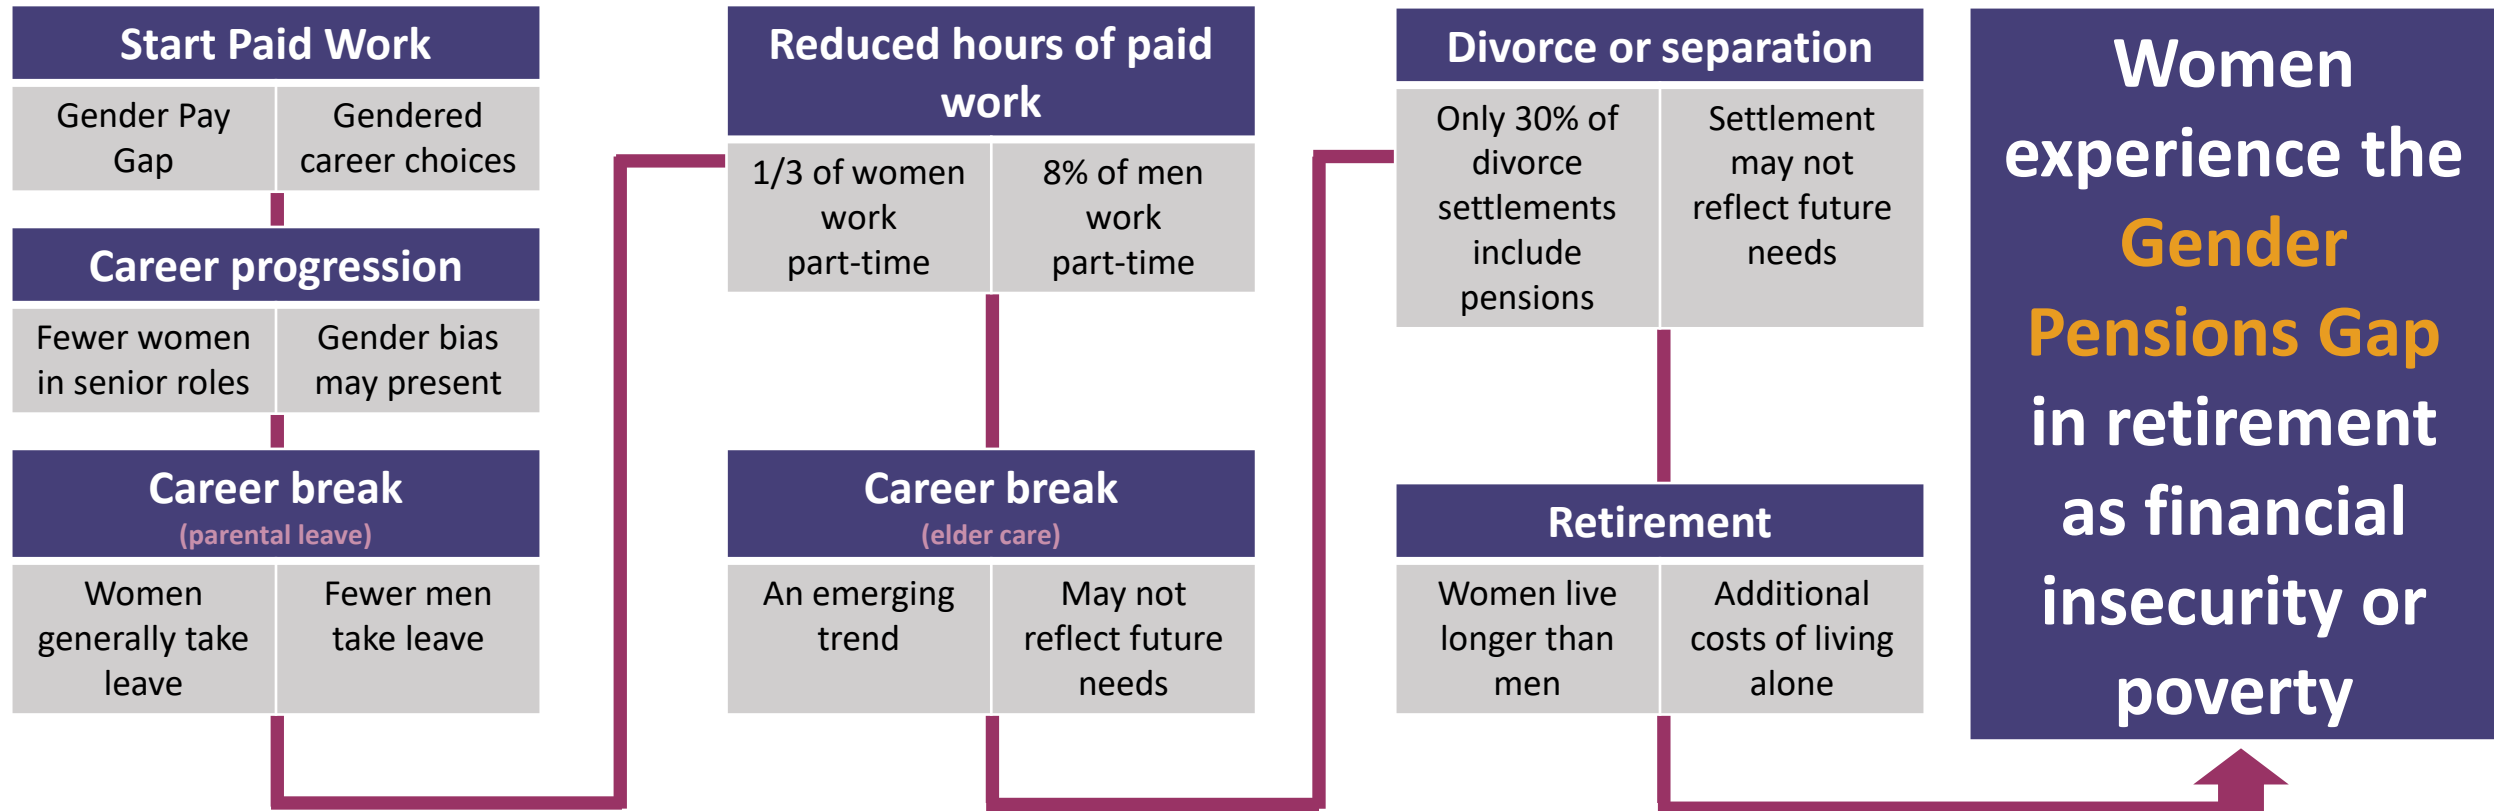 Start Paid Work
Gender Pay
Gap
Gendered
career choices
Career progression
Fewer women
in senior roles
Gender bias
may present
Career break
(parental leave)
Women
generally take
leave
Fewer men
take leave
Reduced hours of paid
work
1/3 of women
work
part-time
8% of men
work
part-time
Career break
(elder care)
An emerging
trend
May not
reflect future
needs
Divorce or separation
Only 30% of
divorce
settlements
include
pensions
Settlement
may not
reflect future
needs
Retirement
Women live
longer than
men
Additional
costs of living
alone
Women
experience the
Gender
Pensions Gap
in retirement
as financial
insecurity or
poverty